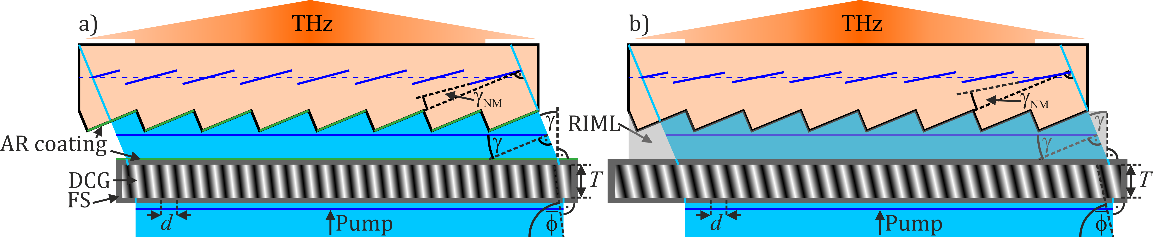 a)
THz
γNM
γ
γ
AR coating
DCG
FS
T
d
Pump
ϕ
b)
THz
γNM
RIML
γ
γ
T
d
Pump
ϕ